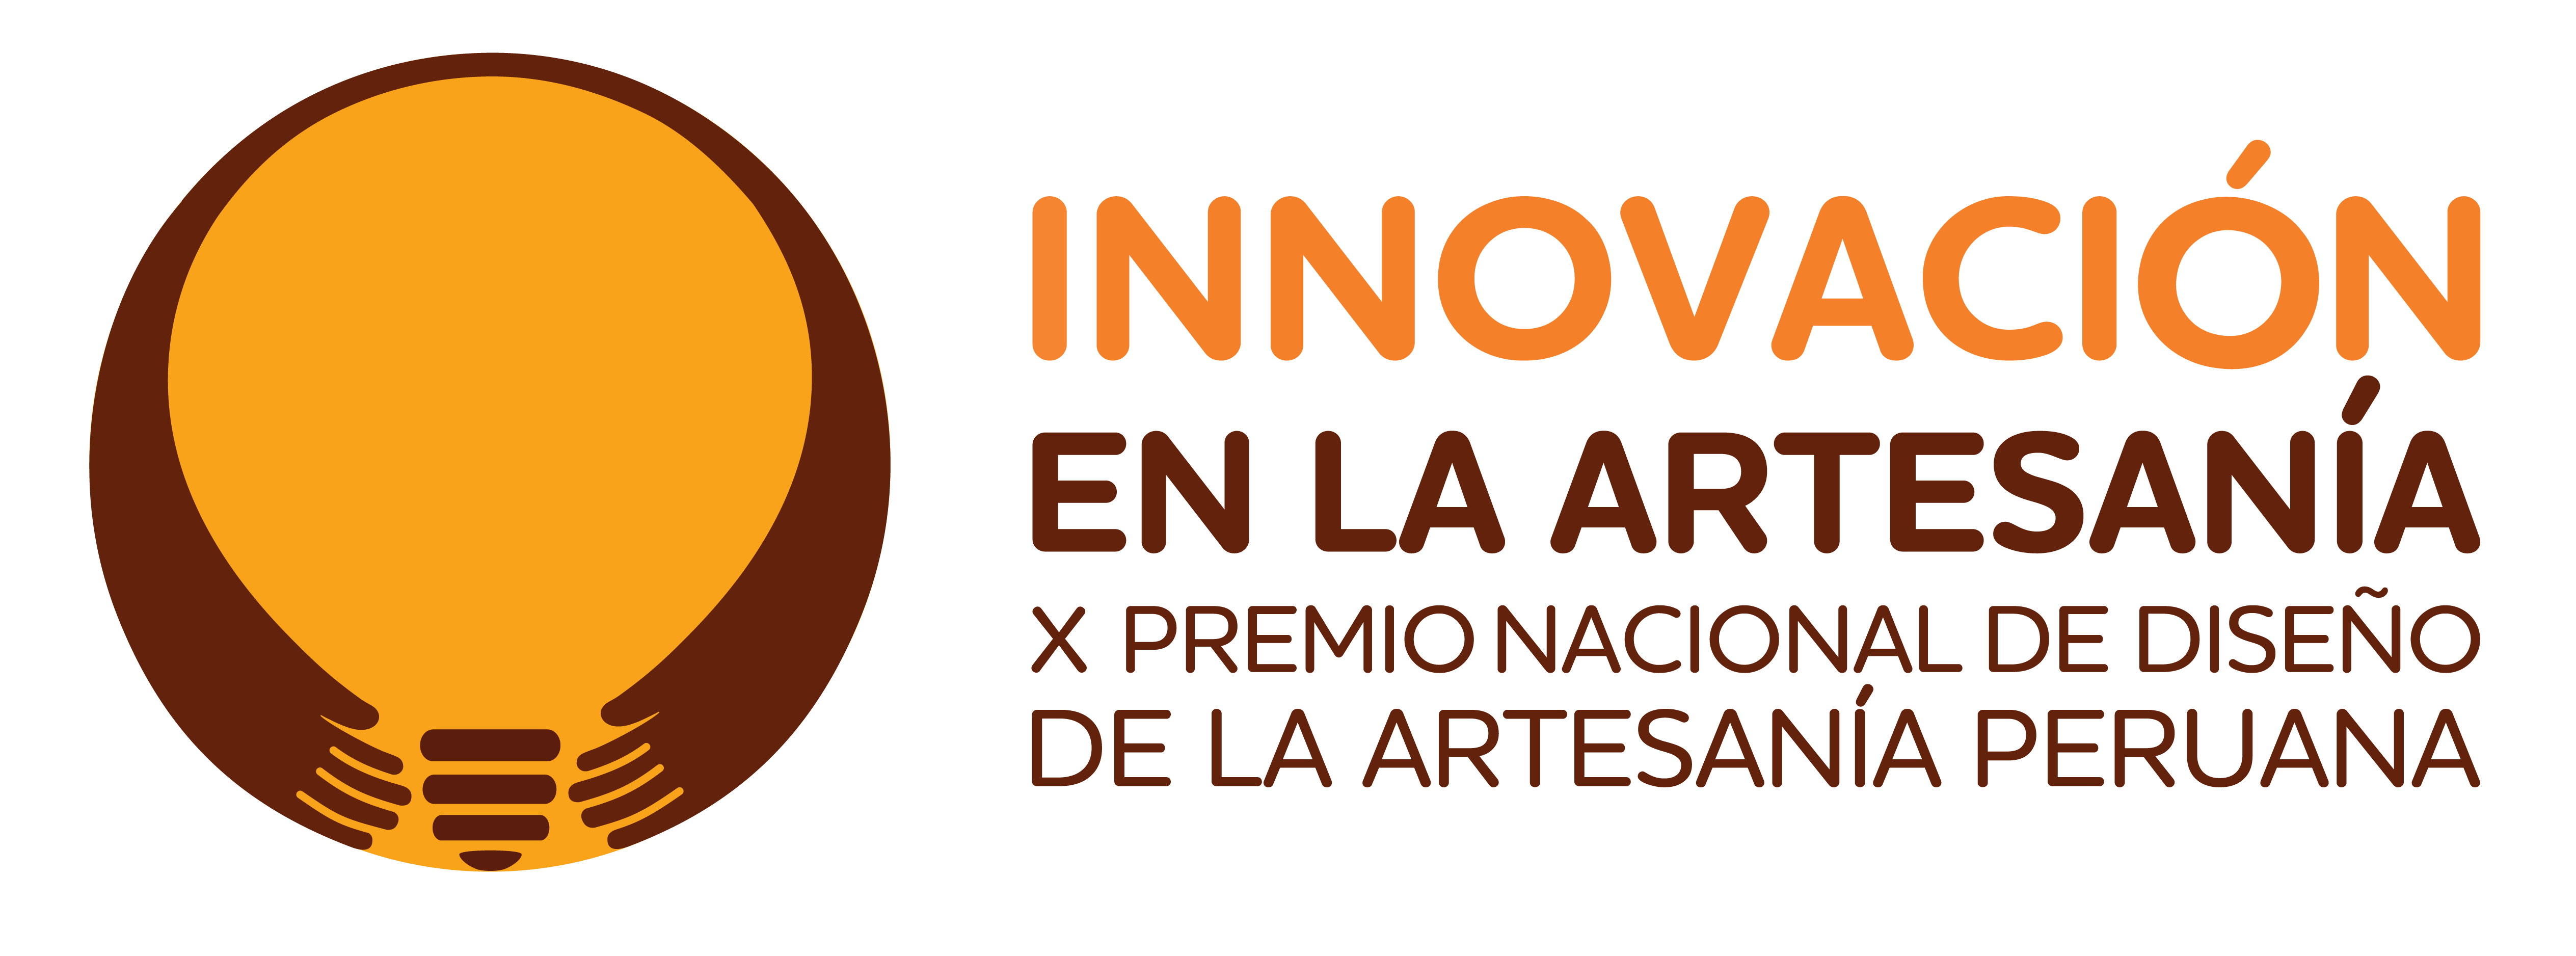 INNOVACIÓN
EN LA ARTESANÍA
X PREMIO NACIONAL DE DISEÑO
DE LA ARTESANÍA PERUANA